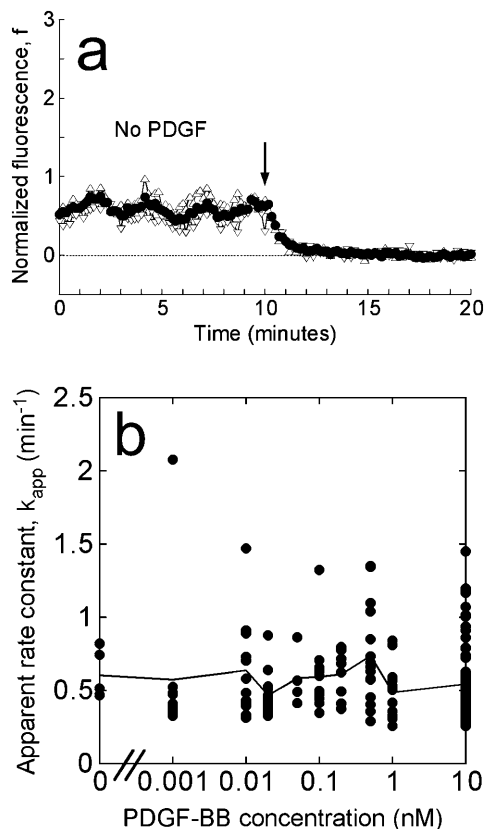 a
Normalized fluorescence, f
3
2
1
0
No PDGF
0 5 10 15 20
Time (minutes)
b
Apparent rate constant, kapp (min-1)
2.5
2
1.5
1
0.5
0
0 0.001 0.01 0.1 1 10
PDGF-BB concentration (nM)